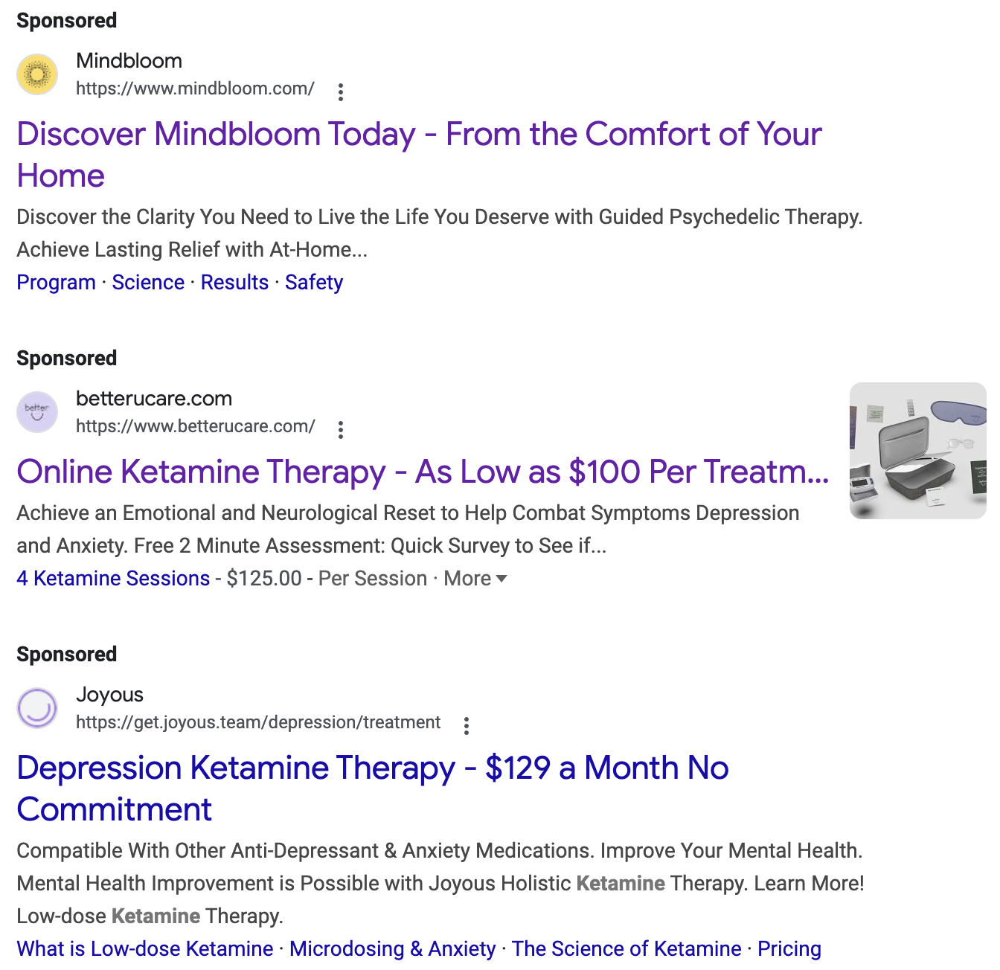 Sponsored
Mindbloom
https://www.mindbloom.com/
Discover Mindbloom Today - From the Comfort of Your
Home
Discover the Clarity You Need to Live the Life You Deserve with Guided Psychedelic Therapy.
Achieve Lasting Relief with At-Home...
Program · Science · Results · Safety
Sponsored
better
betterucare.com
https://www.betterucare.com/
Online Ketamine Therapy - As Low as $100 Per Treatm...
Achieve an Emotional and Neurological Reset to Help Combat Symptoms Depression
and Anxiety. Free 2 Minute Assessment: Quick Survey to See if...
4 Ketamine Sessions - $125.00 - Per Session · More
Sponsored
Joyous
https://get.joyous.team/depression/treatment
Depression Ketamine Therapy - $129 a Month No
Commitment
Compatible With Other Anti-Depressant & Anxiety Medications. Improve Your Mental Health.
Mental Health Improvement is Possible with Joyous Holistic Ketamine Therapy. Learn More!
Low-dose Ketamine Therapy.
What is Low-dose Ketamine · Microdosing & Anxiety · The Science of Ketamine · Pricing